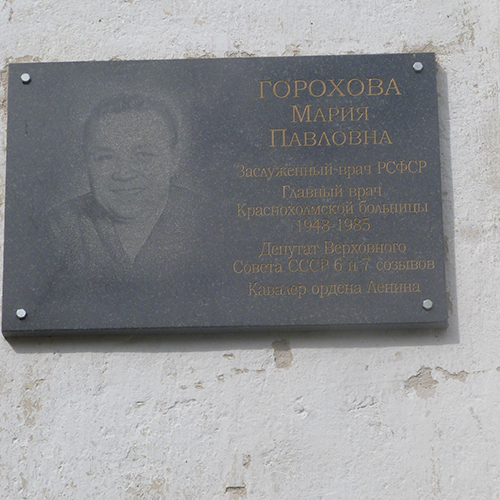 ГОРОХОВА
МАРИЯ
ПАВЛОВНА
Заслуженный врач РСФСР
Главный врач
Краснохолмской больницы
1948-1985
Депутат Верховного
Совета СССР 6 и 7 созывов
Кавалер ордена Ленина